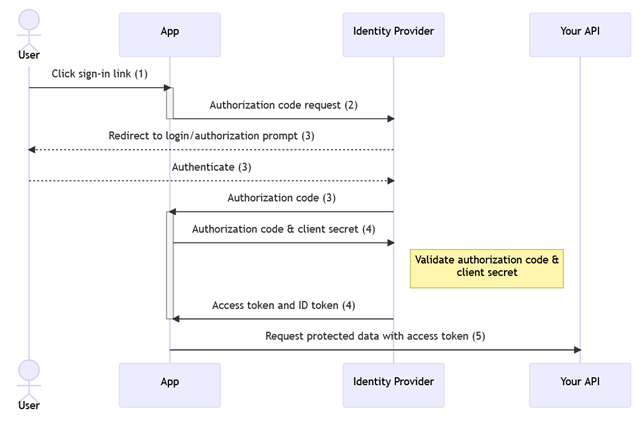 App
Identity Provider
Your API
User
Click sign-in link (1)
Authorization code request (2)
Redirect to login/authorization prompt (3)
Authenticate (3)
Authorization code (3)
Authorization code & client secret (4)
Validate authorization code &
client secret
Access token and ID token (4)
Request protected data with access token (5)
App
Identity Provider
Your API
User